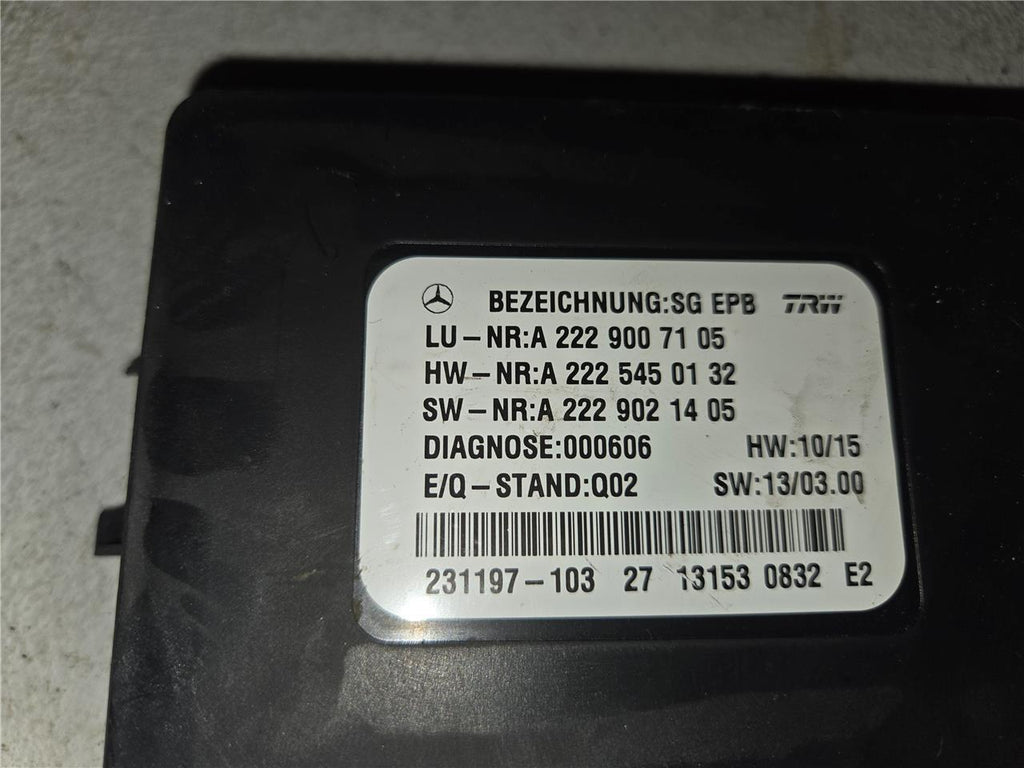 BEZEICHNUNG:SG EPB TRW
LU-NR:A 222 900 71 05
HW-NR:A 222 545 01 32
SW-NR:A 222 902 14 05
DIAGNOSE:000606 HW:10/15
E/Q-STAND:Q02 SW:13/03.00
231197-103 27 13153 0832 E2